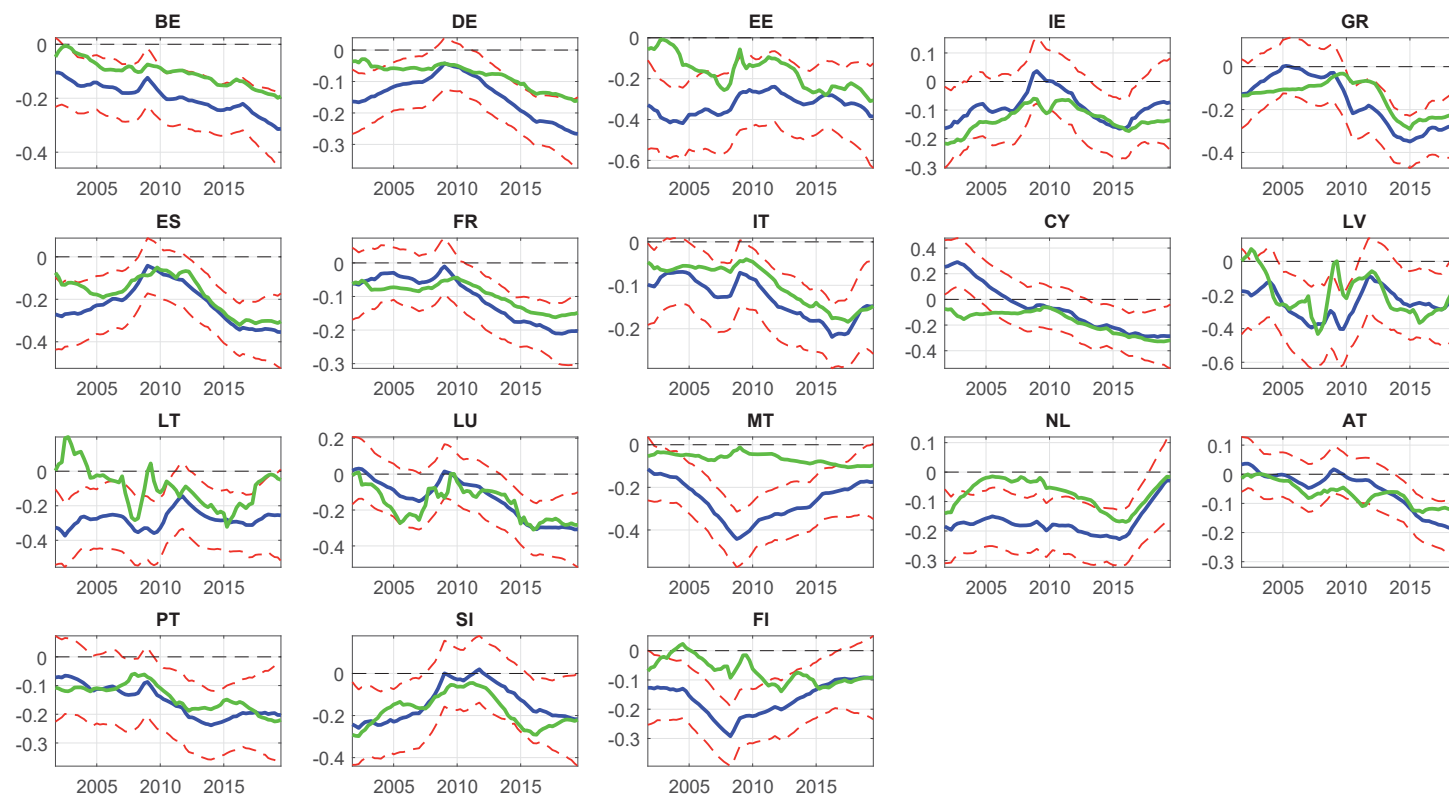 BE DE EE IE GR
0 0 0 0.1 0
-0.1 0 
-0.2 -0.2 -0.2 -0.1 -0.2
-0.4 -0.2
-0.4 -0.3 -0.6 -0.3 -0.4
2005 2010 2015 2005 2010 2015 2005 2010 2015 2005 2010 2015 2005 2010 2015
ES FR IT CY LV
0 0 0 0.4 0
-0.1 0.2
-0.2 -0.1 0 -0.2
-0.2 -0.2 -0.4
-0.4 -0.3 -0.2 -0.4 -0.6
2005 2010 2015 2005 2010 2015 2005 2010 2015 2005 2010 2015 2005 2010 2015
LT LU MT NL AT
0.2 0 0.1 0.1
0 0 0 0
-0.2 -0.2 -0.2 -0.1 -0.1
-0.2 -0.2
-0.4 -0.4 -0.4 -0.3 -0.3
2005 2010 2015 2005 2010 2015 2005 2010 2015 2005 2010 2015 2005 2010 2015
PT SI FI
0 0 0
-0.1 -0.1
-0.2 -0.2 -0.2
-0.3 -0.4 -0.3
2005 2010 2015 2005 2010 2015 2005 2010 2015